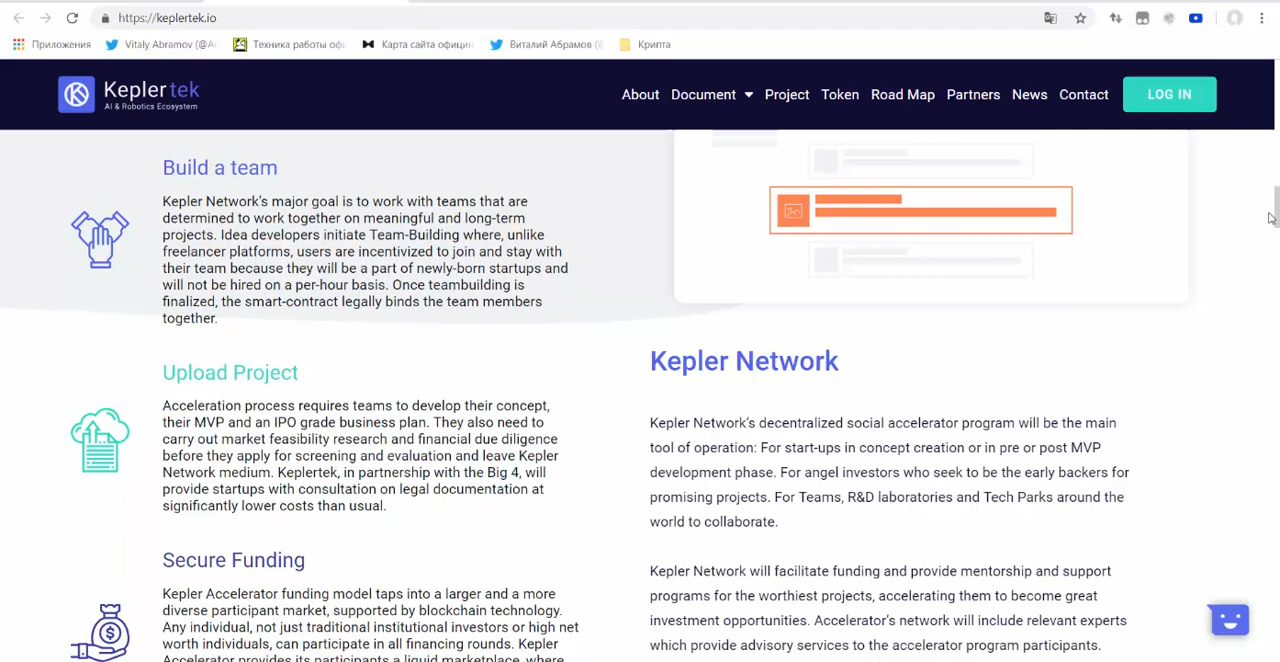 https://keplertek.io
Приложения
Vitaly Abramov (@Ac
Техника работы офи
Карта сайта официн
Виталий Абрамов (@
Крипта
Kepler tek
AI & Robotics Ecosystem
About
Document
Project
Token
Road Map
Partners
News
Contact
LOG IN
Build a team
Kepler Network's major goal is to work with teams that are
determined to work together on meaningful and long-term
projects. Idea developers initiate Team-Building where, unlike
freelancer platforms, users are incentivized to join and stay with
their team because they will be a part of newly-born startups and
will not be hired on a per-hour basis. Once teambuilding is
finalized, the smart-contract legally binds the team members
together.
Upload Project
Acceleration process requires teams to develop their concept,
their MVP and an IPO grade business plan. They also need to
carry out market feasibility research and financial due diligence
before they apply for screening and evaluation and leave Kepler
Network medium. Keplertek, in partnership with the Big 4, will
provide startups with consultation on legal documentation at
significantly lower costs than usual.
Secure Funding
Kepler Accelerator funding model taps into a larger and a more
diverse participant market, supported by blockchain technology.
Any individual, not just traditional institutional investors or high net
worth individuals, can participate in all financing rounds. Kepler
Accelerator provides its participants a liquid marketplace, where
Kepler Network
Kepler Network's decentralized social accelerator program will be the main
tool of operation: For start-ups in concept creation or in pre or post MVP
development phase. For angel investors who seek to be the early backers for
promising projects. For Teams, R&D laboratories and Tech Parks around the
world to collaborate.
Kepler Network will facilitate funding and provide mentorship and support
programs for the worthiest projects, accelerating them to become great
investment opportunities. Accelerator's network will include relevant experts
which provide advisory services to the accelerator program participants.